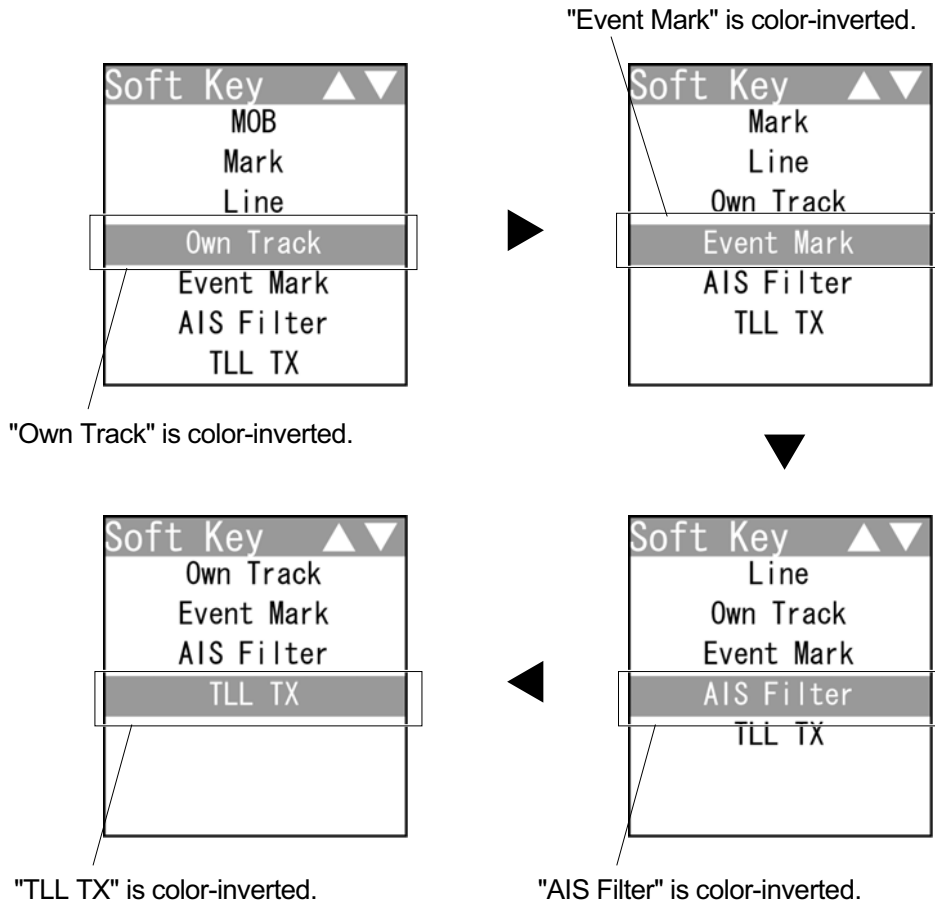 "Event Mark" is color-inverted.
Soft Key ▲▼
MOB
Mark
Line
Own Track
Event Mark
AIS Filter
TLL TX
"Own Track" is color-inverted.
Soft Key ▲▼
Mark
Line
Own Track
Event Mark
AIS Filter
TLL TX
Soft Key ▲▼
Own Track
Event Mark
AIS Filter
TLL TX
"TLL TX" is color-inverted.
Soft Key ▲▼
Line
Own Track
Event Mark
AIS Filter
TLL TX
"AIS Filter" is color-inverted.